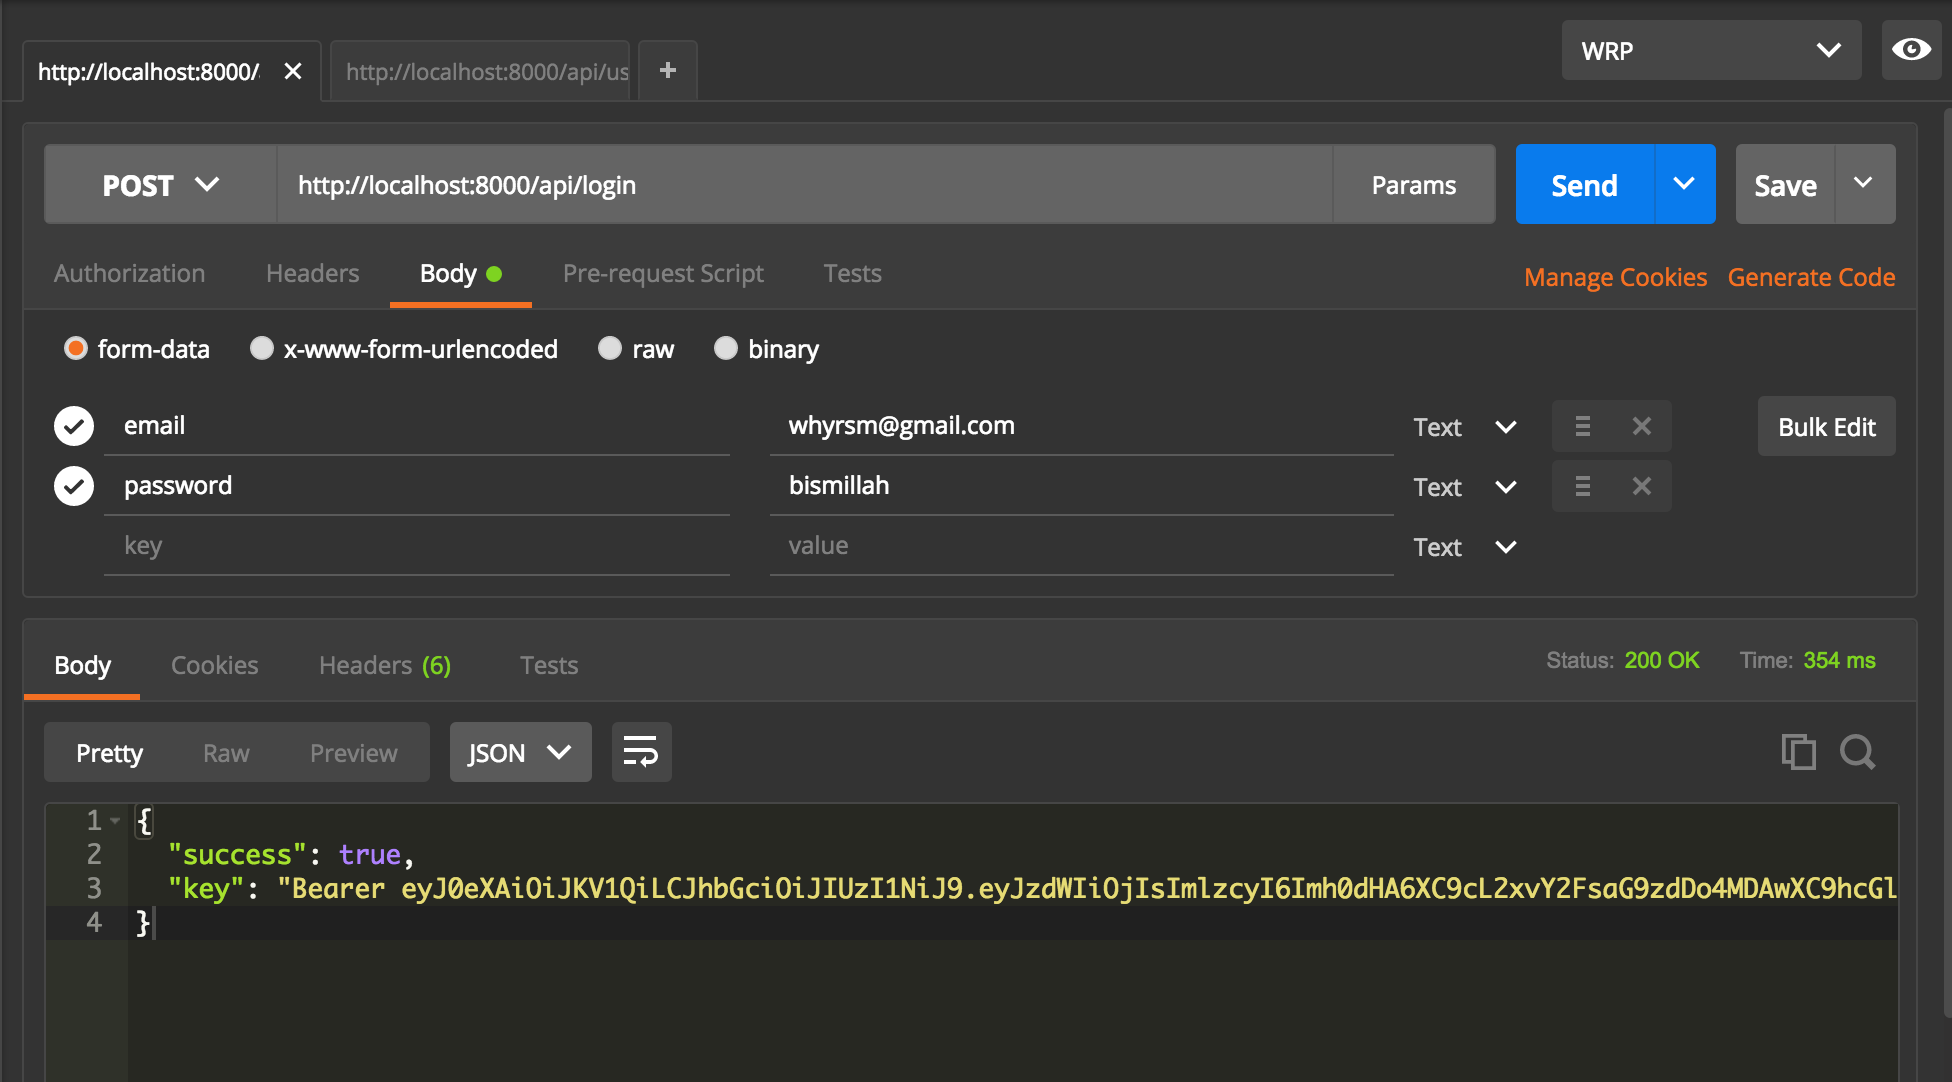 WRP
http://localhost:8000/
http://localhost:8000/api/us
+
POST http://localhost:8000/api/login Params Send Save
Authorization Headers Body Pre-request Script Tests Manage Cookies Generate Code
form-data x-www-form-urlencoded raw binary
email whyrsm@gmail.com Text Bulk Edit
password bismillah Text
key value Text
Body Cookies Headers (6) Tests Status: 200 OK Time: 354 ms
Pretty Raw Preview JSON
1 {
2 "success": true,
3 "key": "Bearer eyJ0eXAiOiJKV1QiLCJhbGciOiJIUzI1NiJ9.eyJzdWIiOjIsImlzcyI6Imh0dHA6XC9cL2xvY2FsaG9zdDo4MDAwXC9hcGl
4 }